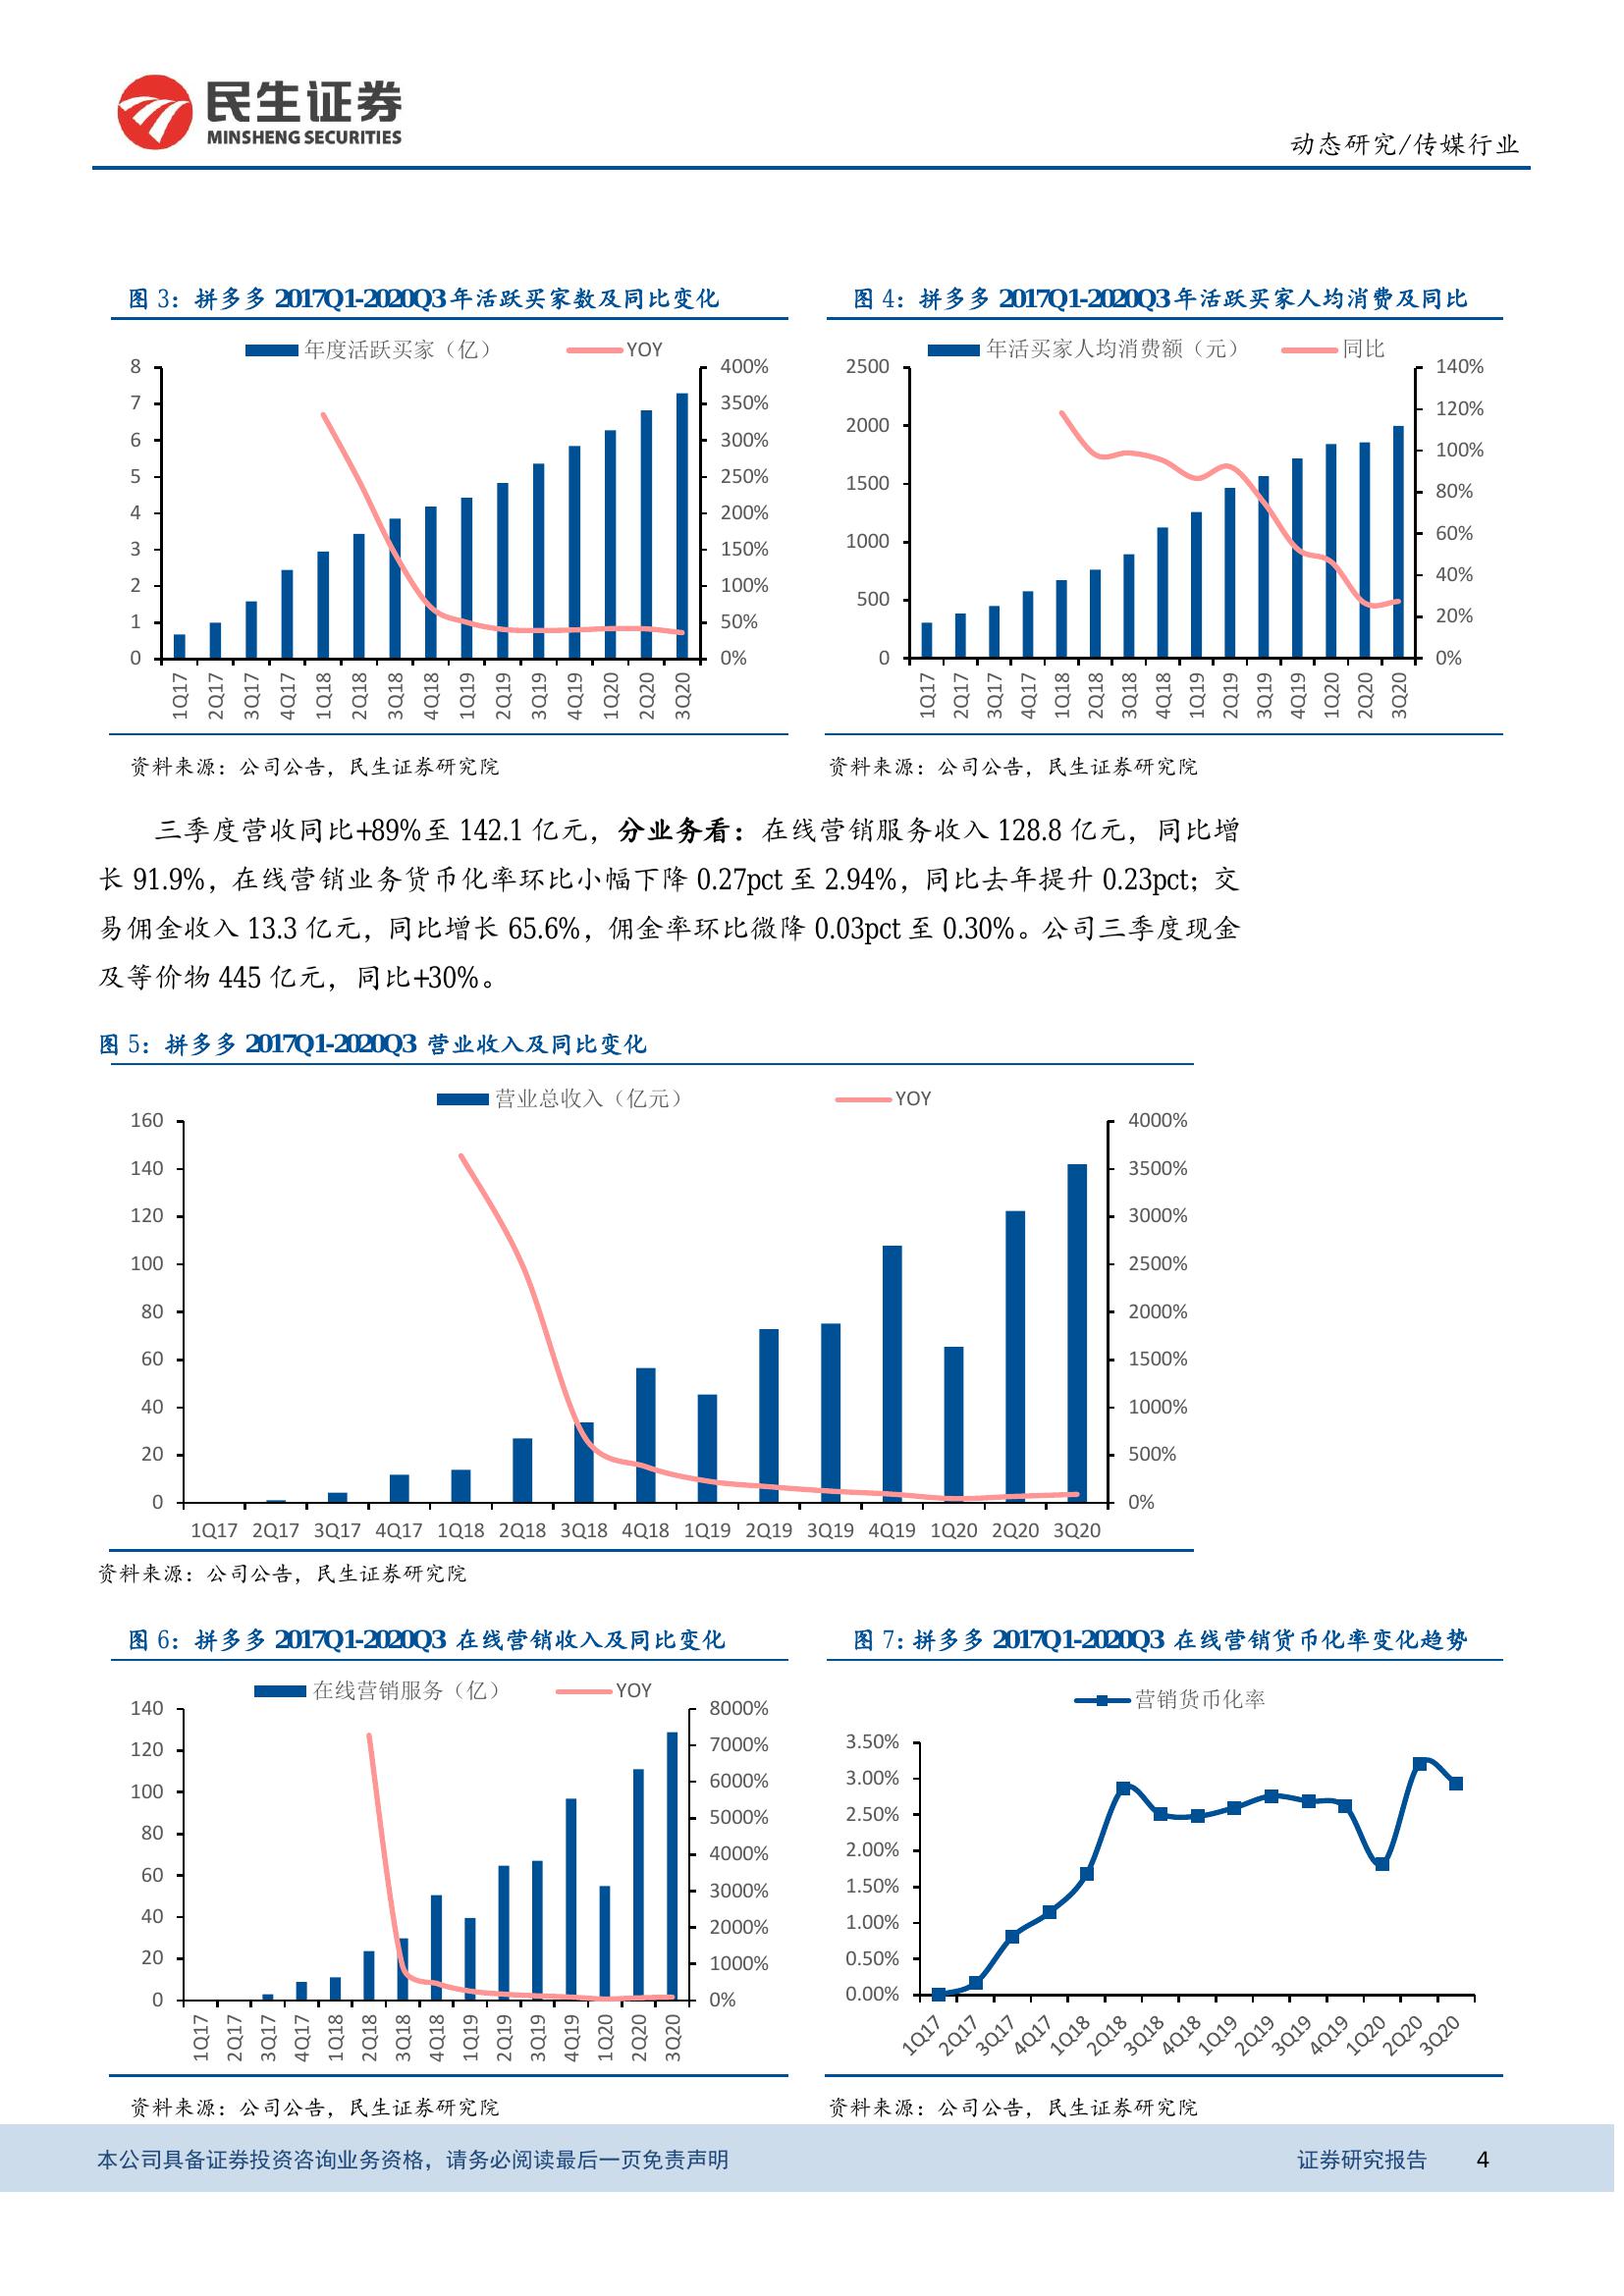 民生证券
MINSHENG SECURITIES
动态研究/传媒行业
图 3：拼多多 2017Q1-2020Q3 年活跃买家数及同比变化
年度活跃买家（亿） YOY
8
7
6
5
4
3
2
1
0
400%
350%
300%
250%
200%
150%
100%
50%
0%
1Q17 2Q17 3Q17 4Q17 1Q18 2Q18 3Q18 4Q18 1Q19 2Q19 3Q19 4Q19 1Q20 2Q20 3Q20
资料来源：公司公告，民生证券研究院
图 4：拼多多 2017Q1-2020Q3 年活跃买家人均消费及同比
年活买家人均消费额（元） 同比
2500
2000
1500
1000
500
0
140%
120%
100%
80%
60%
40%
20%
0%
1Q17 2Q17 3Q17 4Q17 1Q18 2Q18 3Q18 4Q18 1Q19 2Q19 3Q19 4Q19 1Q20 2Q20 3Q20
资料来源：公司公告，民生证券研究院
三季度营收同比+89%至 142.1 亿元，分业务看：在线营销服务收入 128.8 亿元，同比增
长 91.9%，在线营销业务货币化率环比小幅下降 0.27pct 至 2.94%，同比去年提升 0.23pct；交
易佣金收入 13.3 亿元，同比增长 65.6%，佣金率环比微降 0.03pct 至 0.30%。公司三季度现金
及等价物 445 亿元，同比+30%。
图 5：拼多多 2017Q1-2020Q3 营业收入及同比变化
营业总收入（亿元） YOY
160
140
120
100
80
60
40
20
0
4000%
3500%
3000%
2500%
2000%
1500%
1000%
500%
0%
1Q17 2Q17 3Q17 4Q17 1Q18 2Q18 3Q18 4Q18 1Q19 2Q19 3Q19 4Q19 1Q20 2Q20 3Q20
资料来源：公司公告，民生证券研究院
图 6：拼多多 2017Q1-2020Q3 在线营销收入及同比变化
在线营销服务（亿） YOY
140
120
100
80
60
40
20
0
8000%
7000%
6000%
5000%
4000%
3000%
2000%
1000%
0%
1Q17 2Q17 3Q17 4Q17 1Q18 2Q18 3Q18 4Q18 1Q19 2Q19 3Q19 4Q19 1Q20 2Q20 3Q20
资料来源：公司公告，民生证券研究院
图 7：拼多多 2017Q1-2020Q3 在线营销货币化率变化趋势
营销货币化率
3.50%
3.00%
2.50%
2.00%
1.50%
1.00%
0.50%
0.00%
1Q17 2Q17 3Q17 4Q17 1Q18 2Q18 3Q18 4Q18 1Q19 2Q19 3Q19 4Q19 1Q20 2Q20 3Q20
资料来源：公司公告，民生证券研究院
本公司具备证券投资咨询业务资格，请务必阅读最后一页免责声明 证券研究报告 4